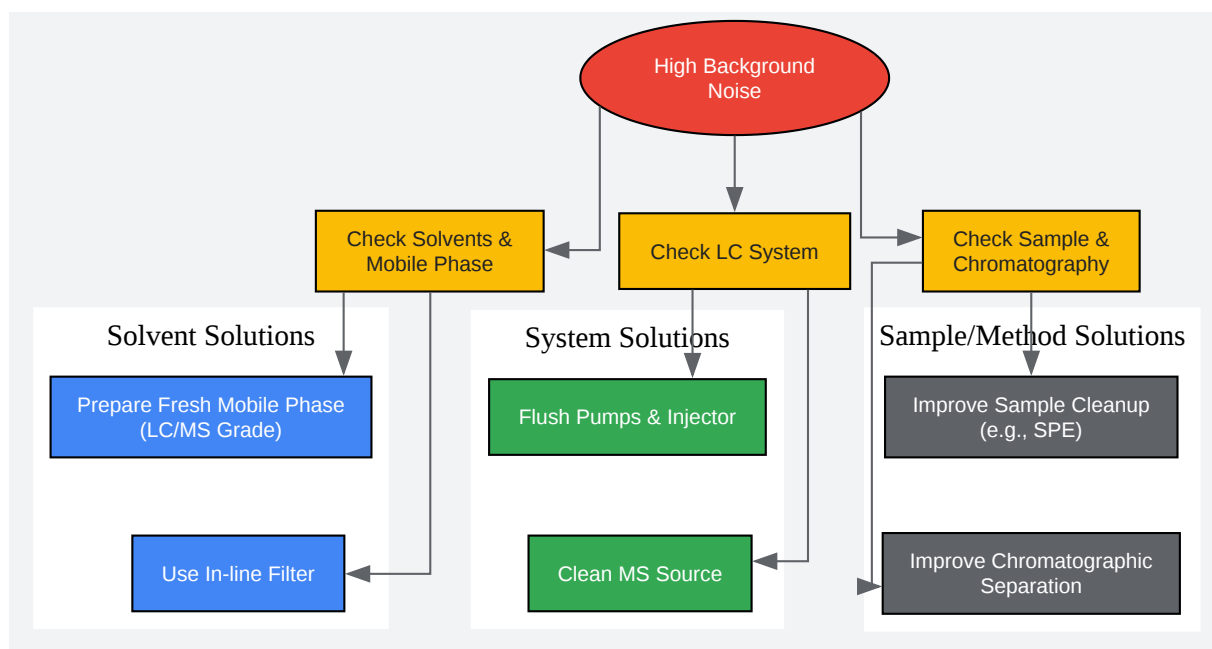 High Background
Noise
Check Solvents &
Mobile Phase
Check LC System
Check Sample &
Chromatography
Solvent Solutions
System Solutions
Sample/Method Solutions
Prepare Fresh Mobile Phase
(LC/MS Grade)
Flush Pumps & Injector
Improve Sample Cleanup
(e.g., SPE)
Use In-line Filter
Clean MS Source
Improve Chromatographic
Separation